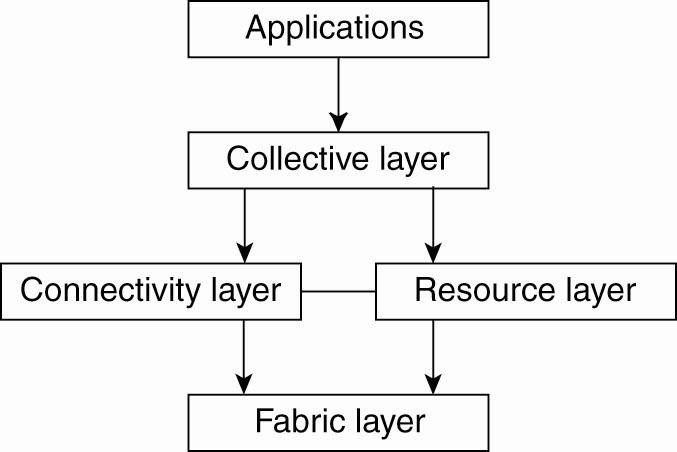 Applications
Collective layer
Connectivity layer
Resource layer
Fabric layer